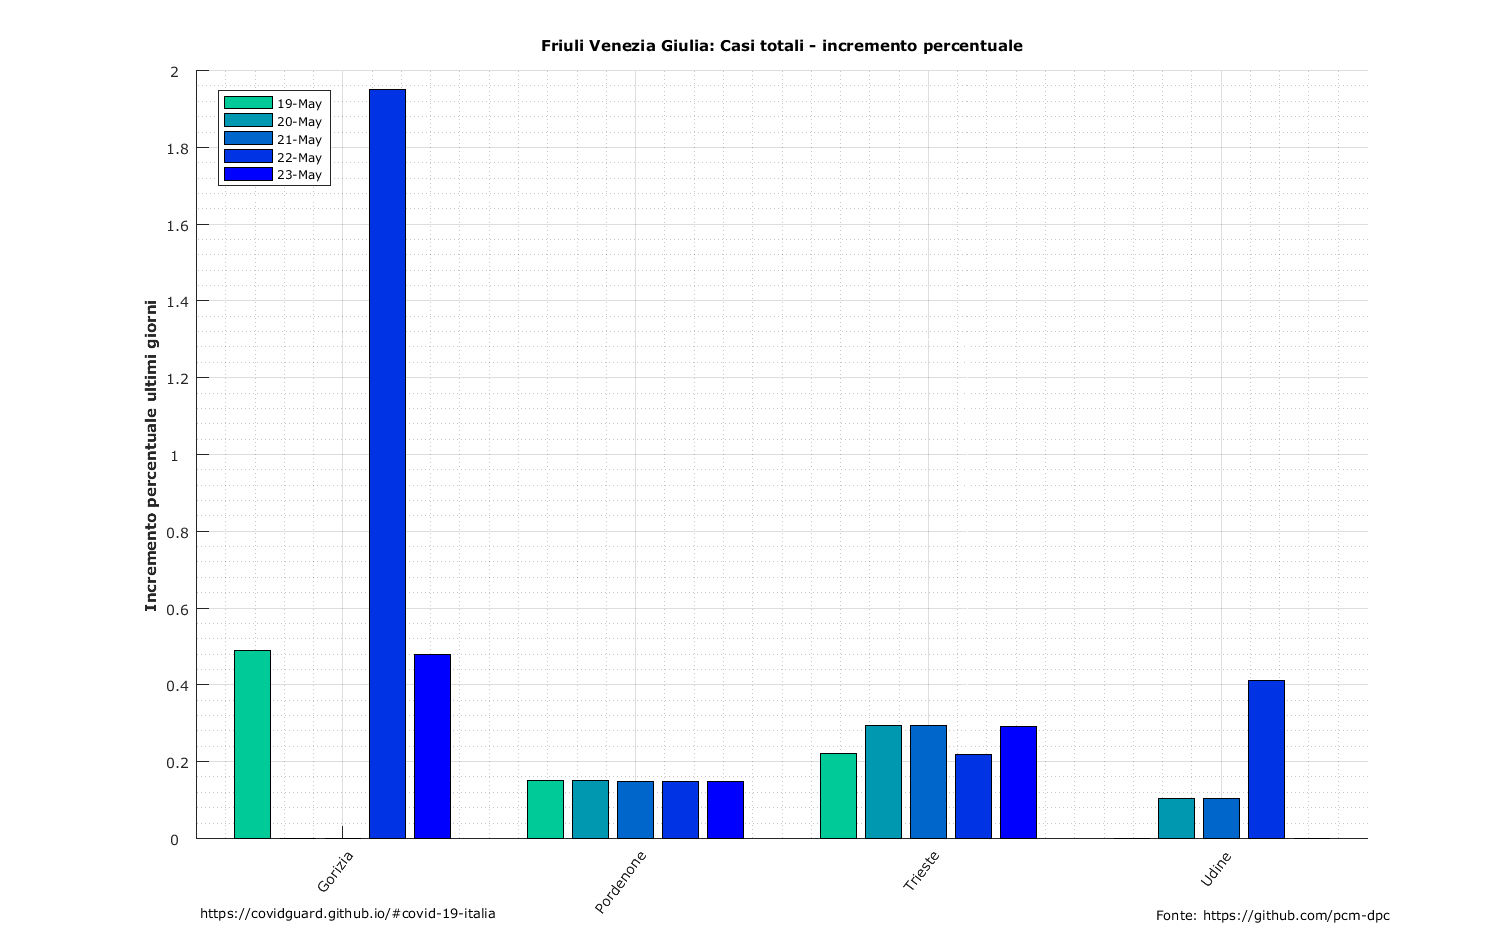 Friuli Venezia Giulia: Casi totali - incremento percentuale
2
1.8
1.6
1.4
1.2
1
0.8
0.6
0.4
0.2
0
Incremento percentuale ultimi giorni
19-May
20-May
21-May
22-May
23-May
Gorizia
Pordenone
Trieste
Udine
https://covidguard.github.io/#covid-19-italia
Fonte: https://github.com/pcm-dpc